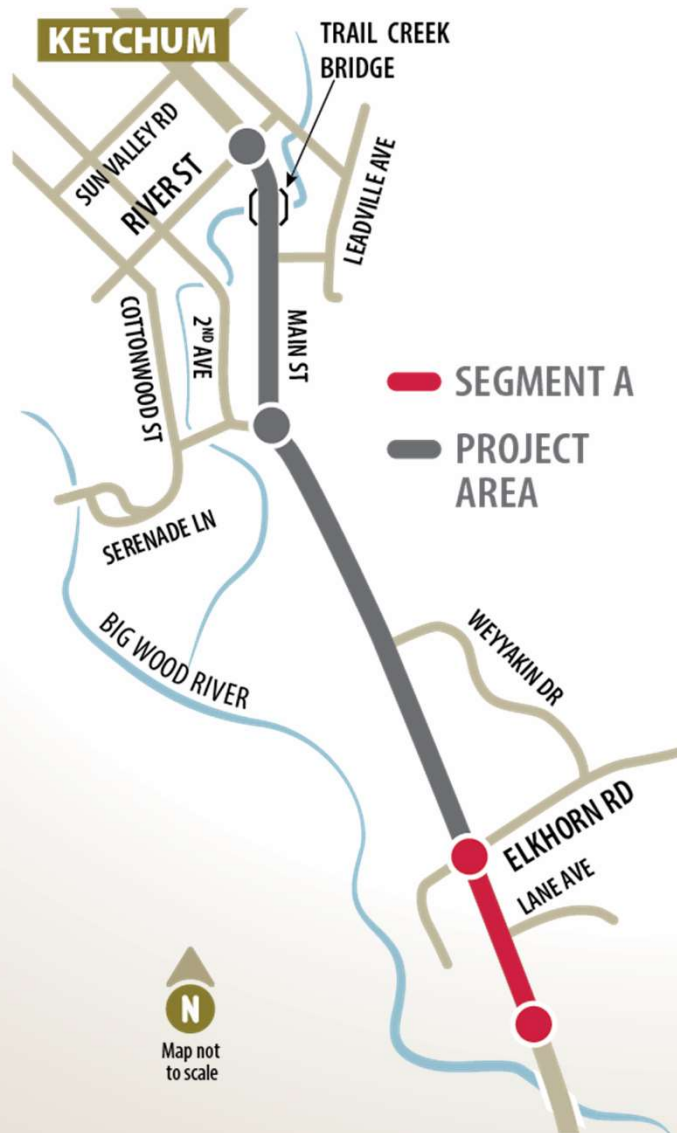 KETCHUM
TRAIL CREEK
BRIDGE
SUN VALLEY RD
RIVER ST
LEADVILLE AVE
COTTONWOOD ST
2ND AVE
MAIN ST
SEGMENT A
PROJECT
AREA
SERENADE LN
BIG WOOD RIVER
WEYYAKIN DR
ELKHORN RD
LANE AVE
N
Map not
to scale